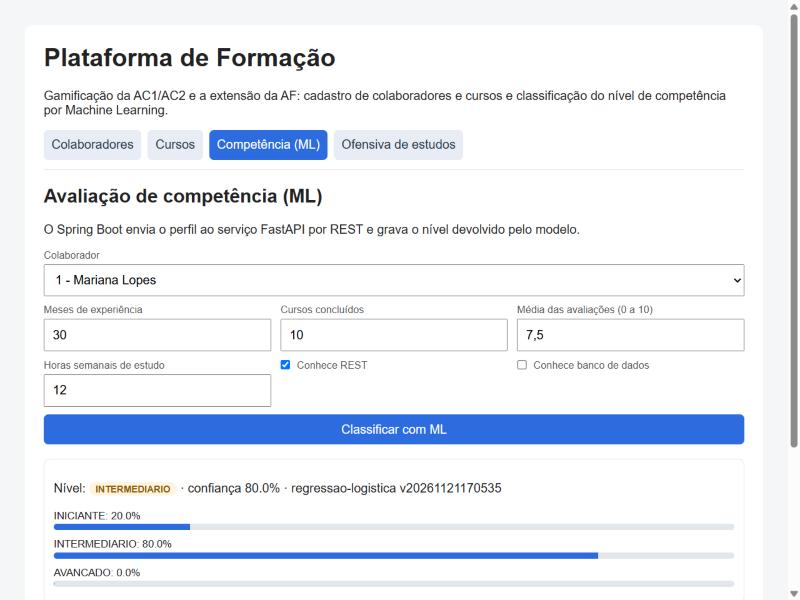 Plataforma de Formação
Gamificação da AC1/AC2 e a extensão da AF: cadastro de colaboradores e cursos e classificação do nível de competência
por Machine Learning.
Colaboradores Cursos Competência (ML) Ofensiva de estudos
Avaliação de competência (ML)
O Spring Boot envia o perfil ao serviço FastAPI por REST e grava o nível devolvido pelo modelo.
Colaborador
1 - Mariana Lopes
Meses de experiência Cursos concluídos Média das avaliações (0 a 10)
30 10 7,5
Horas semanais de estudo Conhece REST Conhece banco de dados
12
Classificar com ML
Nível: INTERMEDIARIO · confiança 80.0% · regressao-logistica v20261121170535
INICIANTE: 20.0%
INTERMEDIARIO: 80.0%
AVANCADO: 0.0%